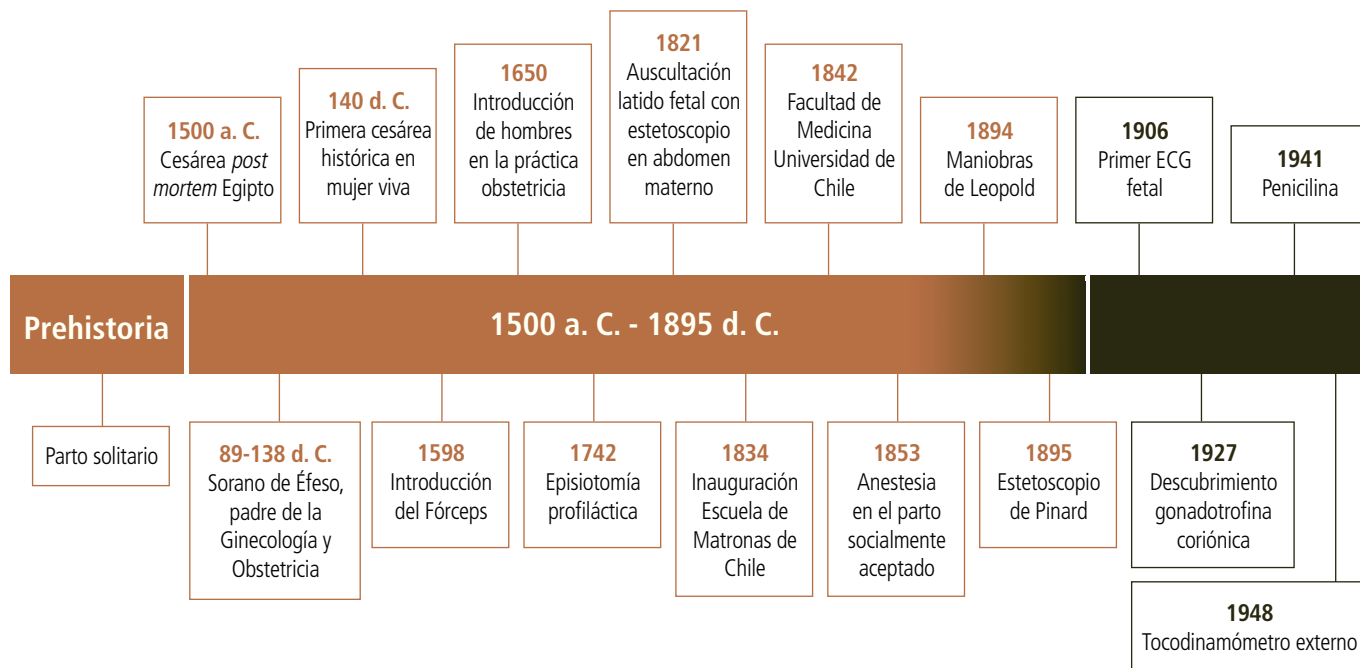 1500 a. C.
Cesárea post
mortem Egipto
140 d. C.
Primera cesárea
histórica en
mujer viva
1650
Introducción
de hombres
en la práctica
obstetricia
1821
Auscultación
latido fetal con
estetoscopio
en abdomen
materno
1842
Facultad de
Medicina
Universidad de
Chile
1894
Maniobras
de Leopold
1906
Primer ECG
fetal
1941
Penicilina
Prehistoria
1500 a. C. - 1895 d. C.
Parto solitario
89-138 d. C.
Sorano de Éfeso,
padre de la
Ginecología y
Obstetricia
1598
Introducción
del Fórceps
1742
Episiotomía
profiláctica
1834
Inauguración
Escuela de
Matronas de
Chile
1853
Anestesia
en el parto
socialmente
aceptado
1895
Estetoscopio
de Pinard
1927
Descubrimiento
gonadotrofina
coriónica
1948
Tocodinamómetro externo